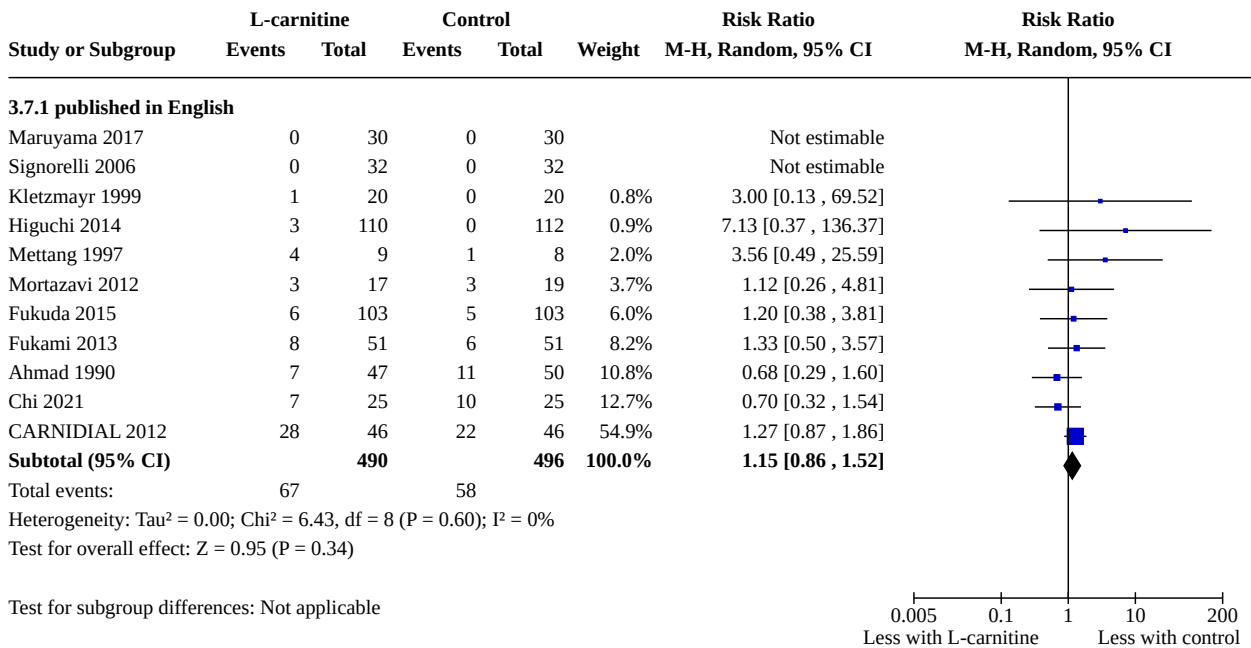 L-carnitine Control Risk Ratio Risk Ratio
Study or Subgroup Events Total Events Total Weight M-H, Random, 95% CI M-H, Random, 95% CI
3.7.1 published in English
Maruyama 2017 0 30 0 30 Not estimable
Signorelli 2006 0 32 0 32 Not estimable
Kletzmayr 1999 1 20 0 20 0.8% 3.00 [0.13 , 69.52]
Higuchi 2014 3 110 0 112 0.9% 7.13 [0.37 , 136.37]
Mettang 1997 4 9 1 8 2.0% 3.56 [0.49 , 25.59]
Mortazavi 2012 3 17 3 19 3.7% 1.12 [0.26 , 4.81]
Fukuda 2015 6 103 5 103 6.0% 1.20 [0.38 , 3.81]
Fukami 2013 8 51 6 51 8.2% 1.33 [0.50 , 3.57]
Ahmad 1990 7 47 11 50 10.8% 0.68 [0.29 , 1.60]
Chi 2021 7 25 10 25 12.7% 0.70 [0.32 , 1.54]
CARNIDIAL 2012 28 46 22 46 54.9% 1.27 [0.87 , 1.86]
Subtotal (95% CI) 490 496 100.0% 1.15 [0.86 , 1.52]
Total events: 67 58
Heterogeneity: Tau² = 0.00; Chi² = 6.43, df = 8 (P = 0.60); I² = 0%
Test for overall effect: Z = 0.95 (P = 0.34)
Test for subgroup differences: Not applicable
0.005 0.1 1 10 200
Less with L-carnitine Less with control